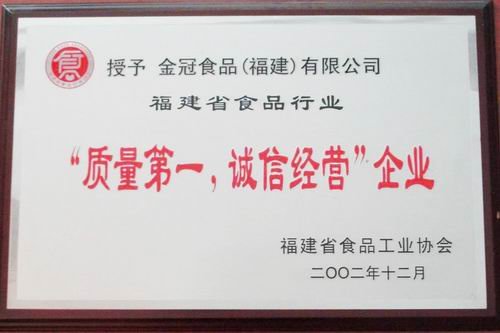 授予 金冠食品(福建)有限公司
福建省食品行业
“质量第一,诚信经营”企业
福建省食品工业协会
二〇〇二年十二月